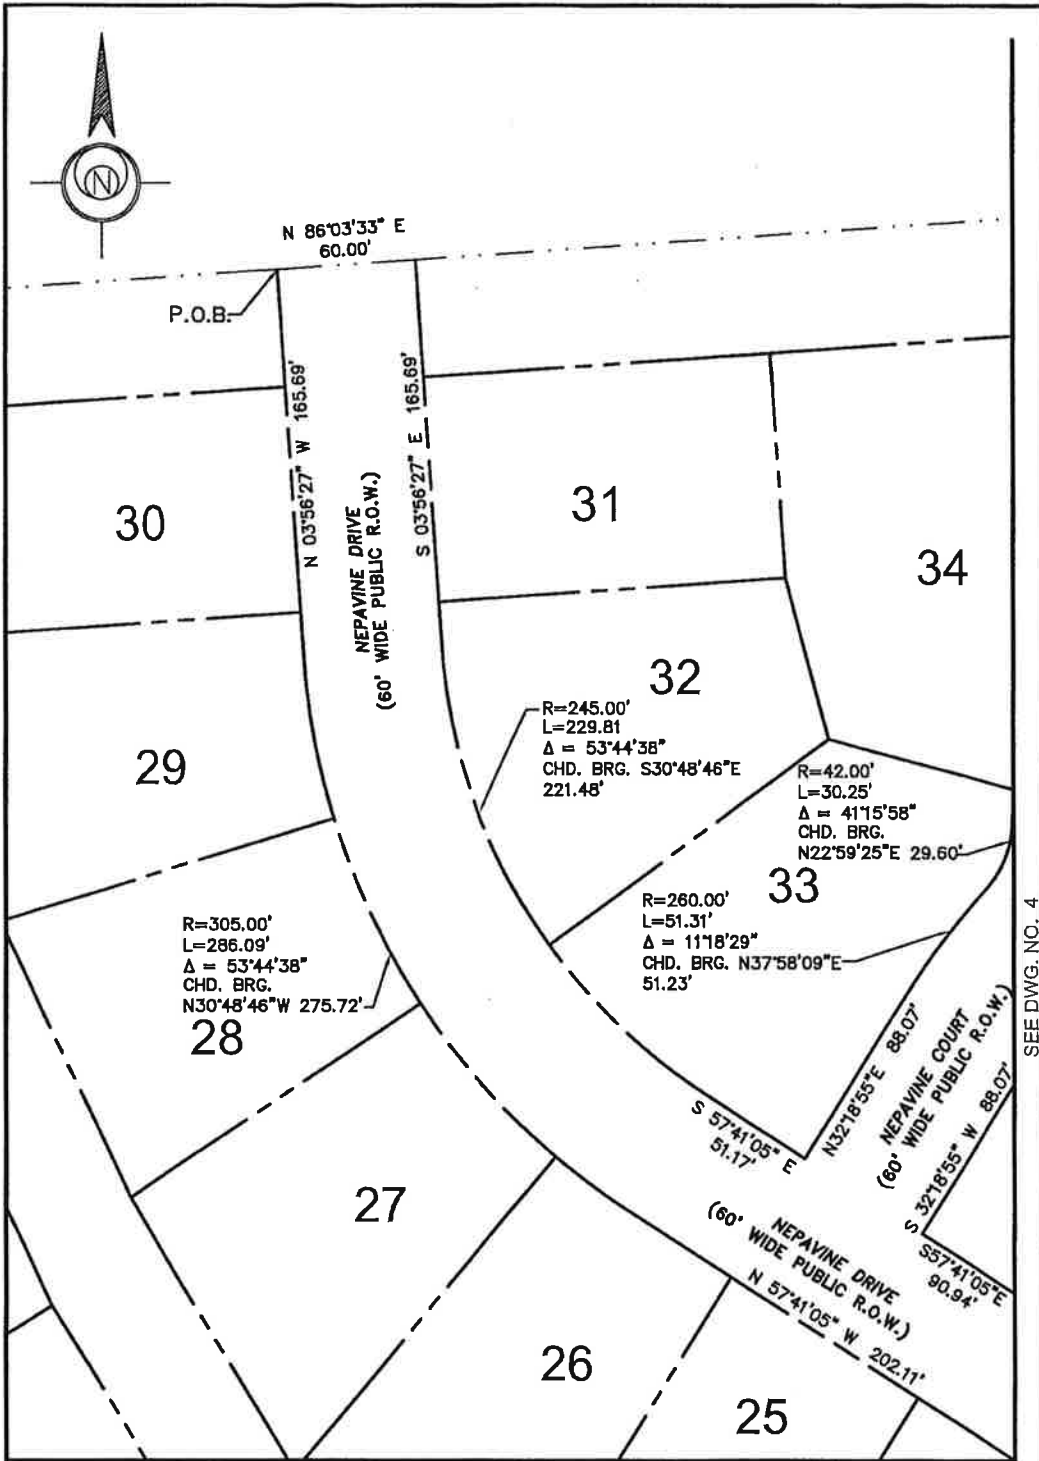 N
N 86°03'33" E
60.00'
P.O.B.
N 03°56'27" W 165.69'
S 03°56'27" E 165.69'
NEPAVINE DRIVE
(60' WIDE PUBLIC R.O.W.)
30
31
34
32
29
R=245.00'
L=229.81
Δ = 53°44'38"
CHD. BRG. S30°48'46"E
221.48'
R=42.00'
L=30.25'
Δ = 41°15'58"
CHD. BRG.
N22°59'25"E 29.60'
33
R=260.00'
L=51.31'
Δ = 11°18'29"
CHD. BRG. N37°58'09"E
51.23'
R=305.00'
L=286.09'
Δ = 53°44'38"
CHD. BRG.
N30°48'46"W 275.72'
28
SEE DWG. NO. 4
N32°18'55"E 88.07'
NEPAVINE COURT
(60' WIDE PUBLIC R.O.W.)
S 32°18'55" W 88.07'
S 57°41'05" E
51.17'
S57°41'05"E
90.94'
27
NEPAVINE DRIVE
(60' WIDE PUBLIC R.O.W.)
N 57°41'05" W 202.11'
26
25